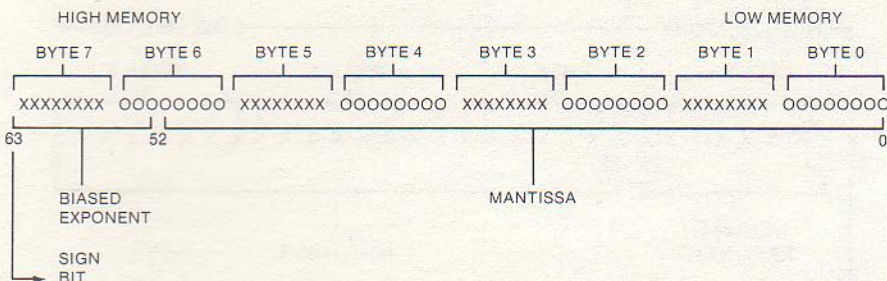 HIGH MEMORY LOW MEMORY
BYTE 7 BYTE 6 BYTE 5 BYTE 4 BYTE 3 BYTE 2 BYTE 1 BYTE 0
XXXXXXXX OOOOOOOO XXXXXXXX OOOOOOOO XXXXXXXX OOOOOOOO XXXXXXXX OOOOOOOO
63 52 0
BIASED MANTISSA
EXPONENT
SIGN
BIT